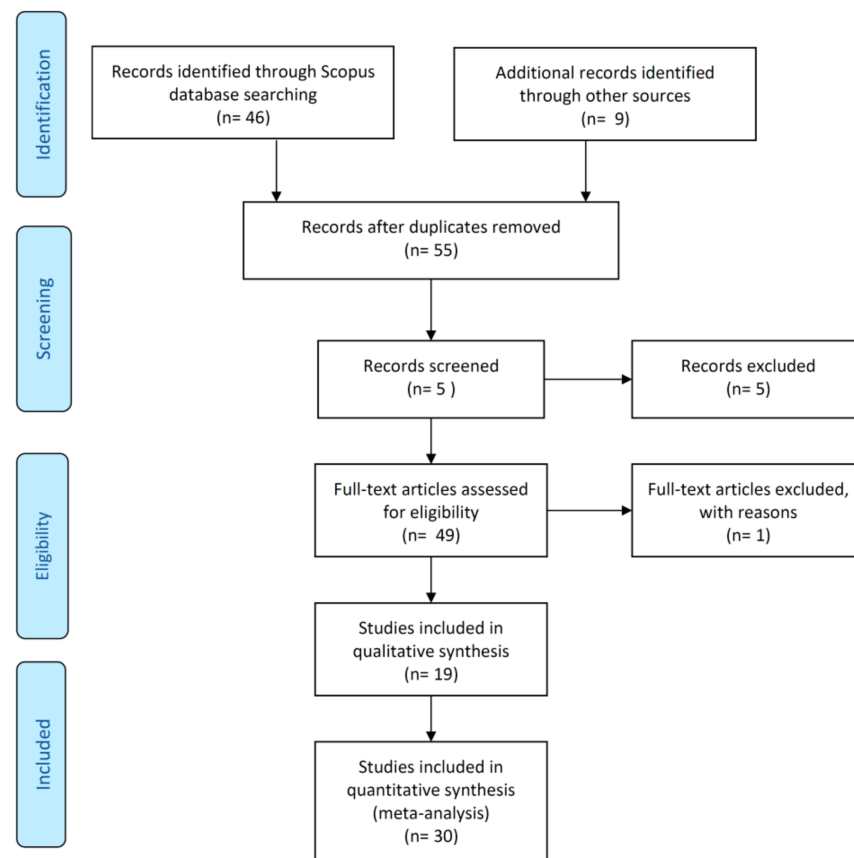 Identification
Records identified through Scopus
database searching
(n= 46)
Additional records identified
through other sources
(n=  9)
Records after duplicates removed
(n= 55)
Screening
Records screened
(n= 5 )
Records excluded
(n= 5)
Eligibility
Full-text articles assessed
for eligibility
(n=  49)
Full-text articles excluded,
with reasons
(n= 1)
Studies included in
qualitative synthesis
(n= 19)
Included
Studies included in
quantitative synthesis
(meta-analysis)
(n= 30)